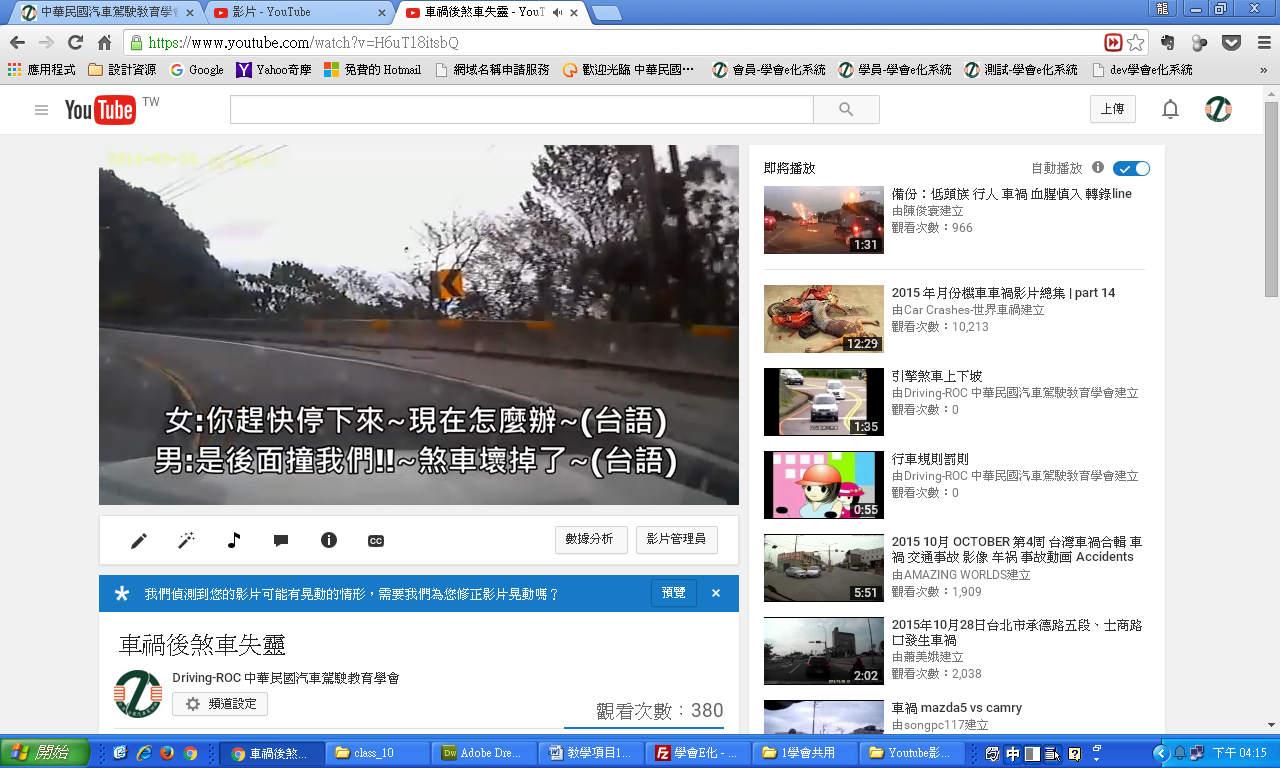 中華民國汽車駕駛教育學會
影片 - YouTube
車禍後煞車失靈 - YouT
龍
https://www.youtube.com/watch?v=H6uT18itsbQ
應用程式
設計資源
Google
Yahoo奇摩
免費的 Hotmail
網域名稱申請服務
歡迎光臨 中華民國…
會員-學會e化系統
學員-學會e化系統
測試-學會e化系統
dev學會e化系統
»
YouTube TW
上傳
女:你趕快停下來~現在怎麼辦~(台語)
男:是後面撞我們!!~煞車壞掉了~(台語)
CC
數據分析
影片管理員
我們偵測到您的影片可能有晃動的情形，需要我們為您修正影片晃動嗎？
預覽
車禍後煞車失靈
Driving-ROC 中華民國汽車駕駛教育學會
頻道設定
觀看次數：380
即將播放
自動播放
備份：低頭族 行人 車禍 血腥慎入 轉錄line
由陳俊霖建立
觀看次數：966
1:31
2015 年月份機車車禍影片總集 | part 14
由Car Crashes-世界車禍建立
觀看次數：10,213
12:29
引擎煞車上下坡
由Driving-ROC 中華民國汽車駕駛教育學會建立
觀看次數：0
1:35
行車規則罰則
由Driving-ROC 中華民國汽車駕駛教育學會建立
觀看次數：0
0:55
2015 10月 OCTOBER 第4周 台灣車禍合輯 車
禍 交通事故 影像 车祸 事故動画 Accidents
由AMAZING WORLDS建立
觀看次數：1,909
5:51
2015年10月28日台北市承德路五段、士商路
口發生車禍
由蕭美娥建立
觀看次數：2,038
2:02
車禍 mazda5 vs camry
由songpc117建立
開始
車禍後煞…
class_10
Adobe Dre…
教學項目1…
學會E化 - …
1學會共用
Youtube影…
中
下午 04:15